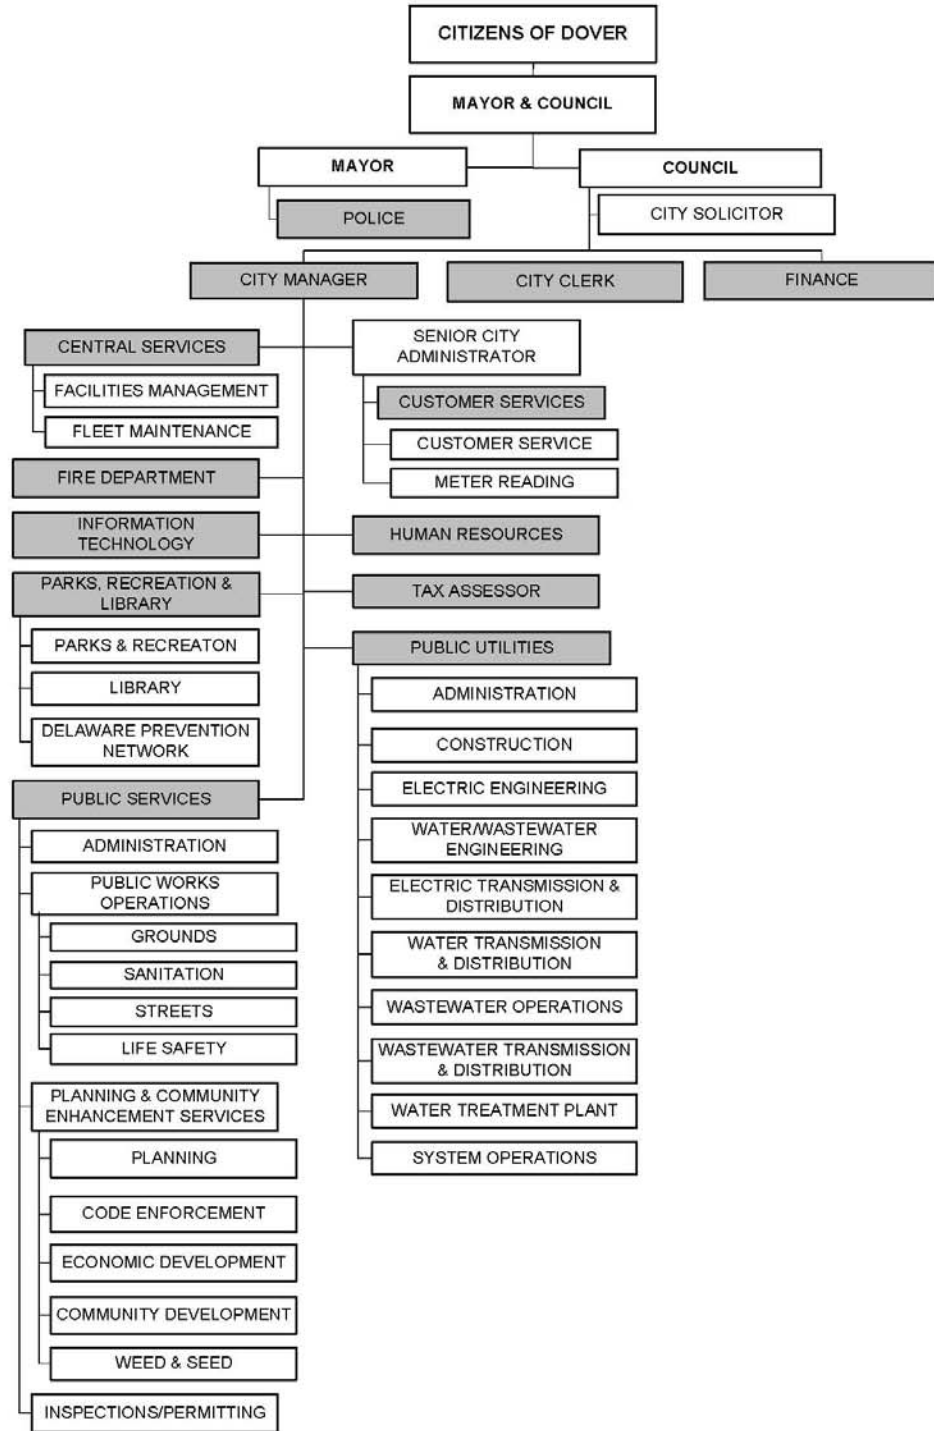 CITIZENS OF DOVER
MAYOR & COUNCIL
MAYOR
COUNCIL
POLICE
CITY SOLICITOR
CITY MANAGER
CITY CLERK
FINANCE
CENTRAL SERVICES
FACILITIES MANAGEMENT
FLEET MAINTENANCE
FIRE DEPARTMENT
INFORMATION
TECHNOLOGY
PARKS, RECREATION &
LIBRARY
PARKS & RECREATON
LIBRARY
DELAWARE PREVENTION
NETWORK
PUBLIC SERVICES
ADMINISTRATION
PUBLIC WORKS
OPERATIONS
GROUNDS
SANITATION
STREETS
LIFE SAFETY
PLANNING & COMMUNITY
ENHANCEMENT SERVICES
PLANNING
CODE ENFORCEMENT
ECONOMIC DEVELOPMENT
COMMUNITY DEVELOPMENT
WEED & SEED
INSPECTIONS/PERMITTING
SENIOR CITY
ADMINISTRATOR
CUSTOMER SERVICES
CUSTOMER SERVICE
METER READING
HUMAN RESOURCES
TAX ASSESSOR
PUBLIC UTILITIES
ADMINISTRATION
CONSTRUCTION
ELECTRIC ENGINEERING
WATER/WASTEWATER
ENGINEERING
ELECTRIC TRANSMISSION &
DISTRIBUTION
WATER TRANSMISSION
& DISTRIBUTION
WASTEWATER OPERATIONS
WASTEWATER TRANSMISSION
& DISTRIBUTION
WATER TREATMENT PLANT
SYSTEM OPERATIONS